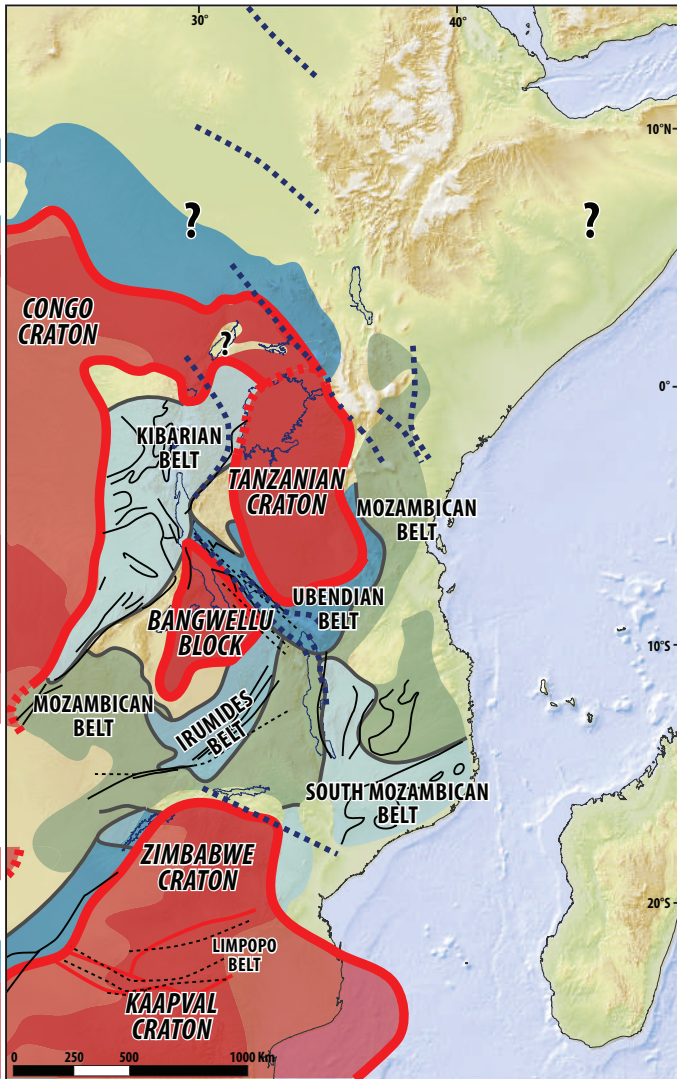 30°
40°
10°N
?
?
CONGO
CRATON
?
0°
KIBARIAN
BELT
TANZANIAN
CRATON
MOZAMBICAN
BELT
UBENDIAN
BELT
BANGWELLU
BLOCK
10°S
MOZAMBICAN
BELT
IRUMIDES
BELT
SOUTH MOZAMBICAN
BELT
ZIMBABWE
CRATON
20°S
LIMPOPO
BELT
KAAPVAL
CRATON
0 250 500 1000 Km